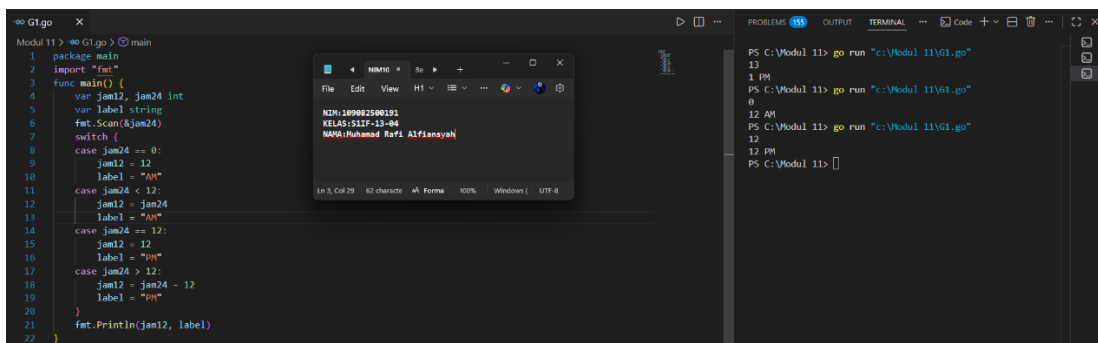 G1.go ×
Modul 11 > G1.go > main
1 package main
2 import "fmt"
3 func main() {
4 var jam12, jam24 int
5 var label string
6 fmt.Scan(&jam24)
7 switch {
8 case jam24 == 0:
9 jam12 = 12
10 label = "AM"
11 case jam24 < 12:
12 jam12 = jam24
13 label = "AM"
14 case jam24 == 12:
15 jam12 = 12
16 label = "PM"
17 case jam24 > 12:
18 jam12 = jam24 - 12
19 label = "PM"
20 }
21 fmt.Println(jam12, label)
22 }
NIM10 Be +
File Edit View H1
NIM:109082500191
KELAS:S1IF-13-04
NAMA:Muhamad Rafi Alfiansyah
Ln 3, Col 29 62 characte Forma 100% Windows ( UTF-8
PROBLEMS 155 OUTPUT TERMINAL ... Code
PS C:\Modul 11> go run "c:\Modul 11\G1.go"
13
1 PM
PS C:\Modul 11> go run "c:\Modul 11\G1.go"
0
12 AM
PS C:\Modul 11> go run "c:\Modul 11\G1.go"
12
12 PM
PS C:\Modul 11>